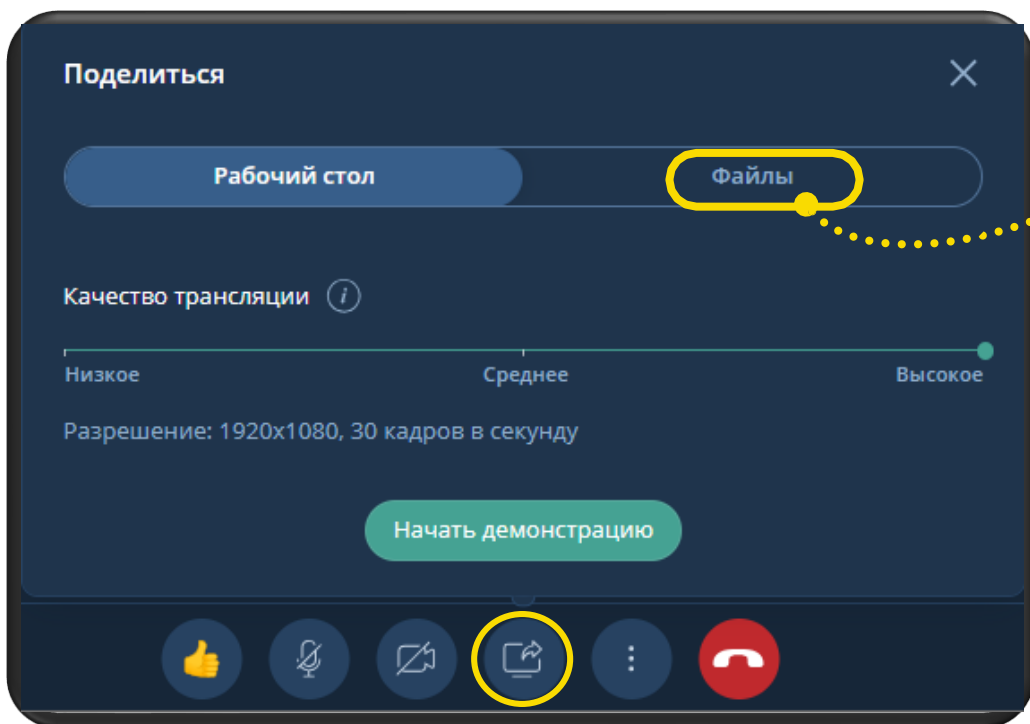 Поделиться
Рабочий стол
Файлы
Качество трансляции i
Низкое
Среднее
Высокое
Разрешение: 1920x1080, 30 кадров в секунду
Начать демонстрацию